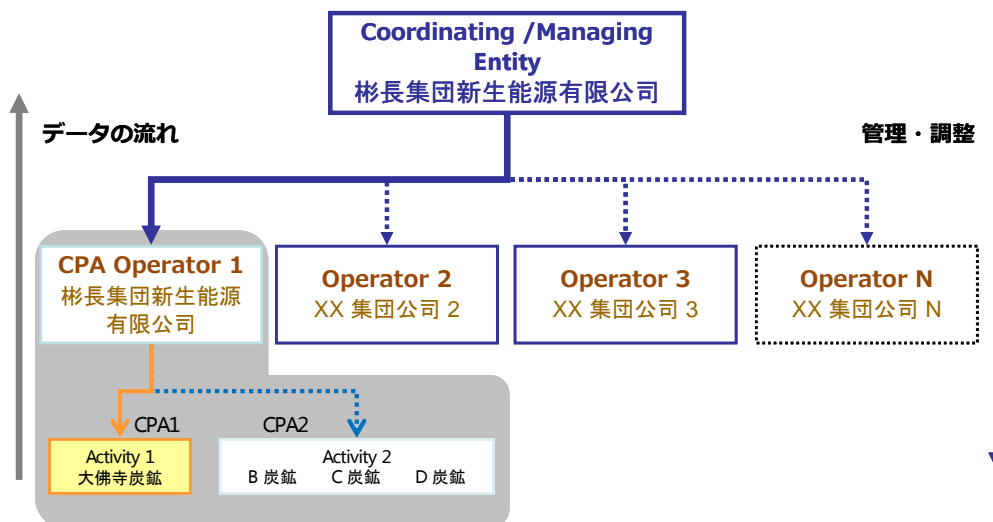 Coordinating /Managing
Entity
彬長集団新生能源有限公司
データの流れ
管理・調整
CPA Operator 1
彬長集団新生能源
有限公司
Operator 2
XX 集団公司 2
Operator 3
XX 集団公司 3
Operator N
XX 集団公司 N
CPA1
CPA2
Activity 1
大佛寺炭鉱
Activity 2
B 炭鉱 C 炭鉱 D 炭鉱